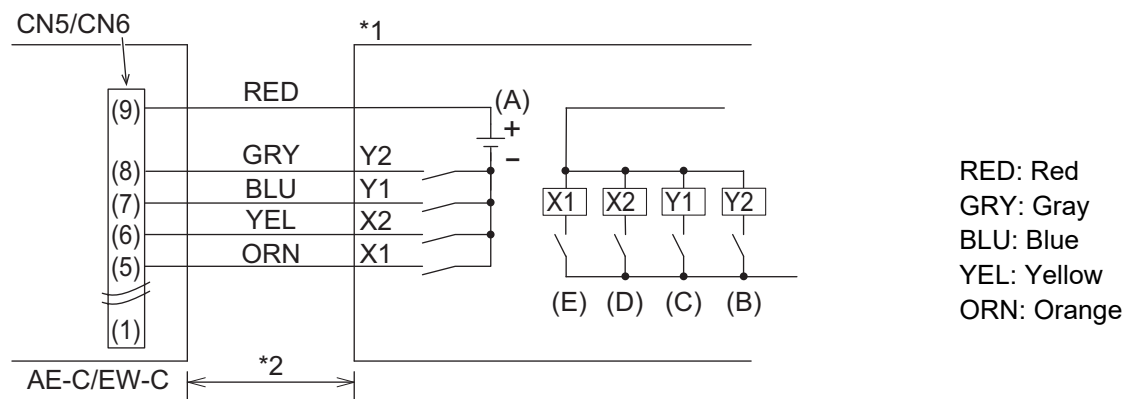 CN5/CN6
*1
(9) RED (A)
+
–
(8) GRY Y2
(7) BLU Y1
(6) YEL X2
(5) ORN X1
(1)
X1 X2 Y1 Y2
(E) (D) (C) (B)
AE-C/EW-C
*2
RED: Red
GRY: Gray
BLU: Blue
YEL: Yellow
ORN: Orange